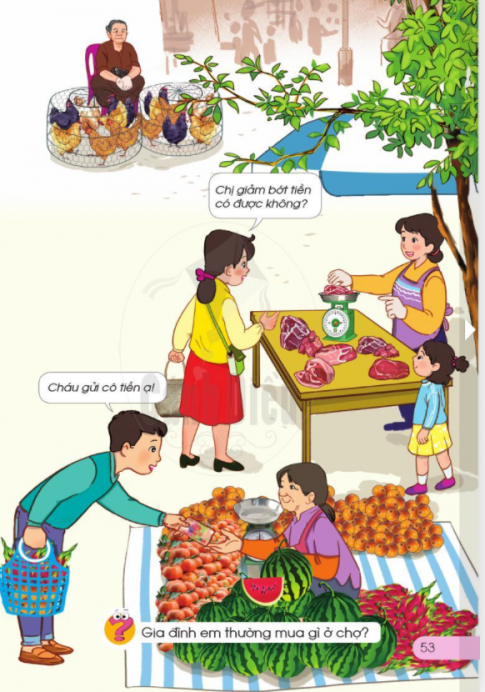 Chị giảm bớt tiền
có được không?
Cháu gửi cô tiền ạ!
Gia đình em thường mua gì ở chợ?
53